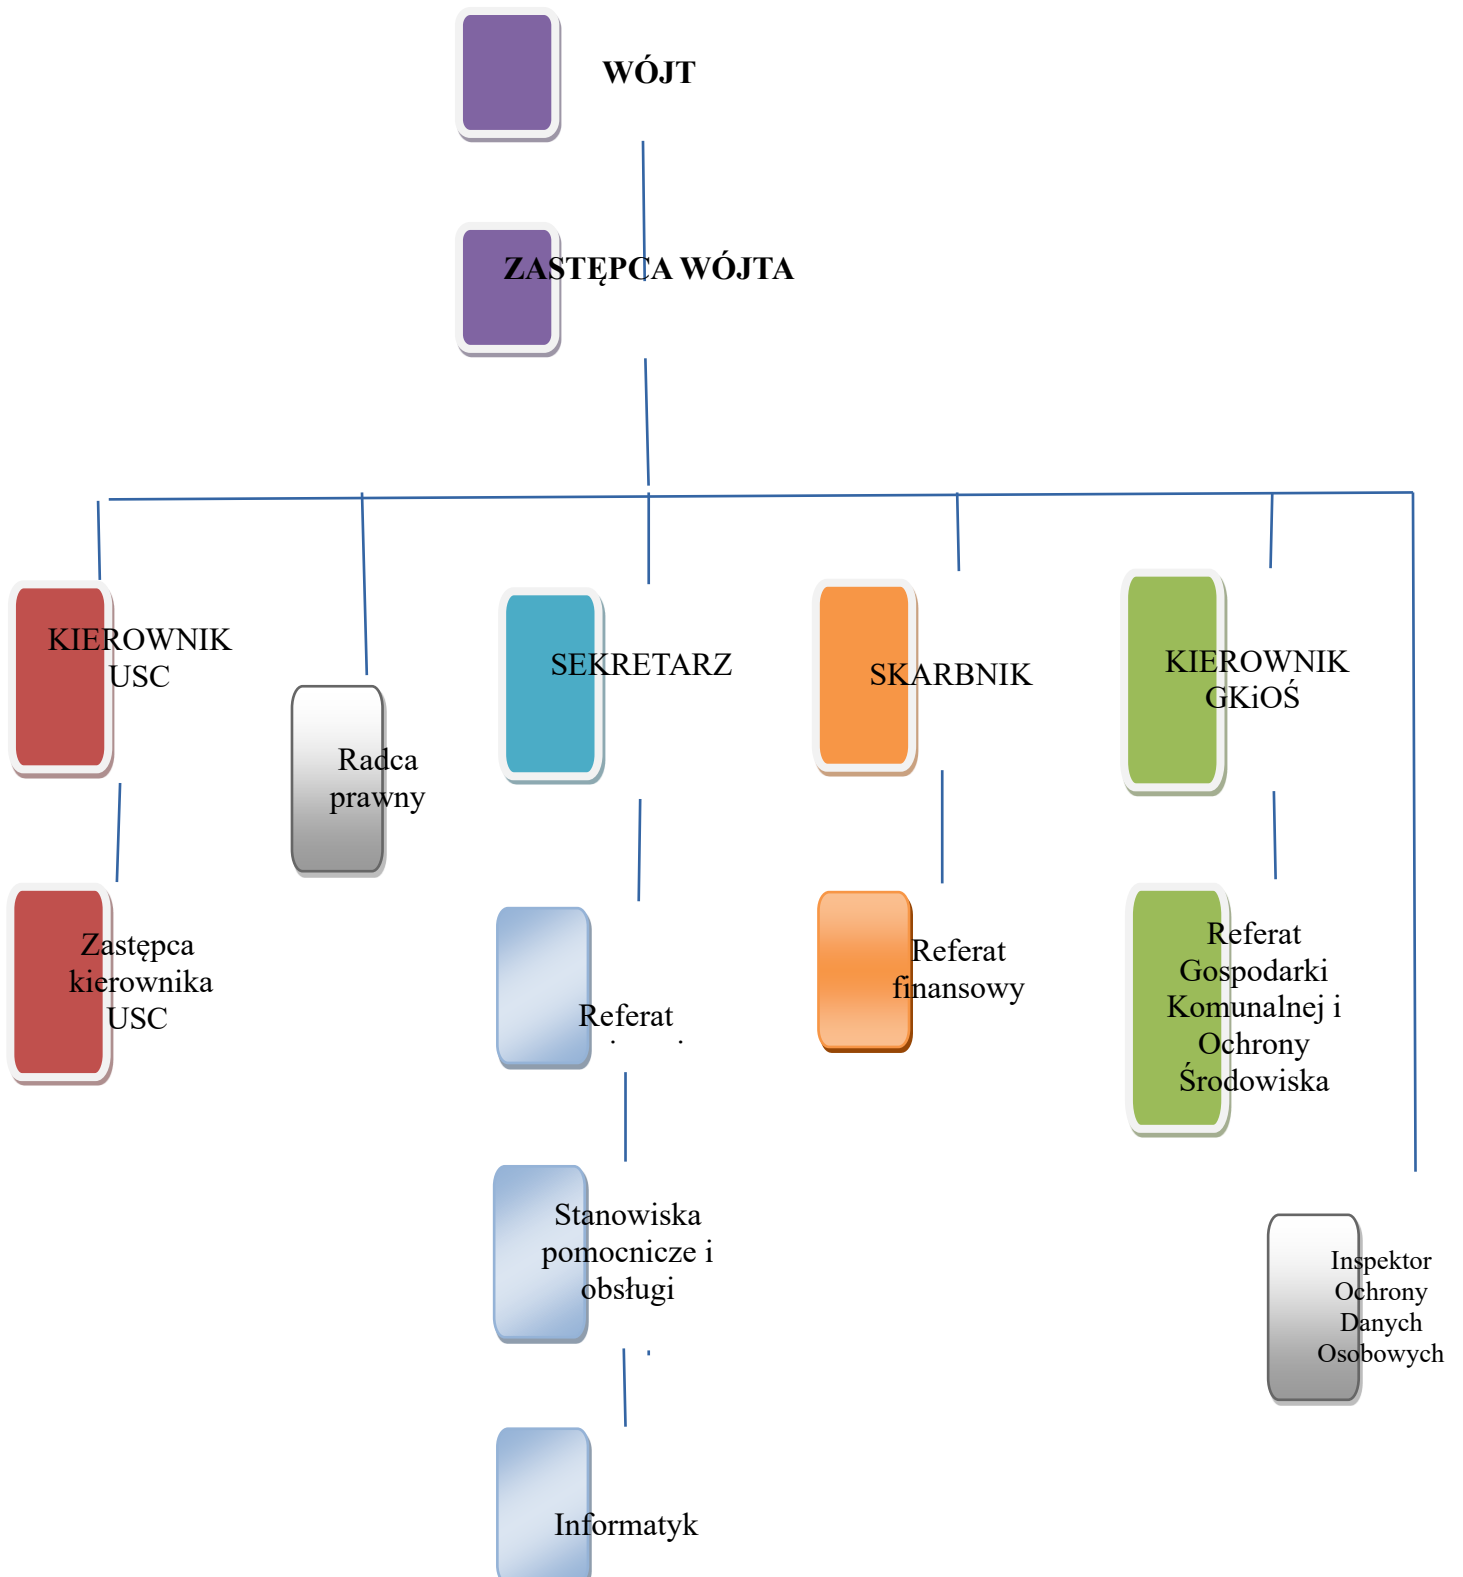 WÓJT
ZASTĘPCA WÓJTA
KIEROWNIK
USC
Radca
prawny
SEKRETARZ
SKARBNIK
KIEROWNIK
GKiOŚ
Zastępca
kierownika
USC
Referat
Referat
finansowy
Referat
Gospodarki
Komunalnej i
Ochrony
Środowiska
Stanowiska
pomocnicze i
obsługi
Inspektor
Ochrony
Danych
Osobowych
Informatyk